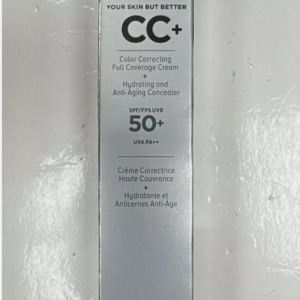 YOUR SKIN BUT BETTER
CC+
Color Correcting
Full Coverage Cream
+
Hydrating and
Anti-Aging Concealer
SPF/FPS UVB
50+
UVA PA++
Crème Correctrice
Haute Couvrance
+
Hydratante et
Anticernes Anti-Âge